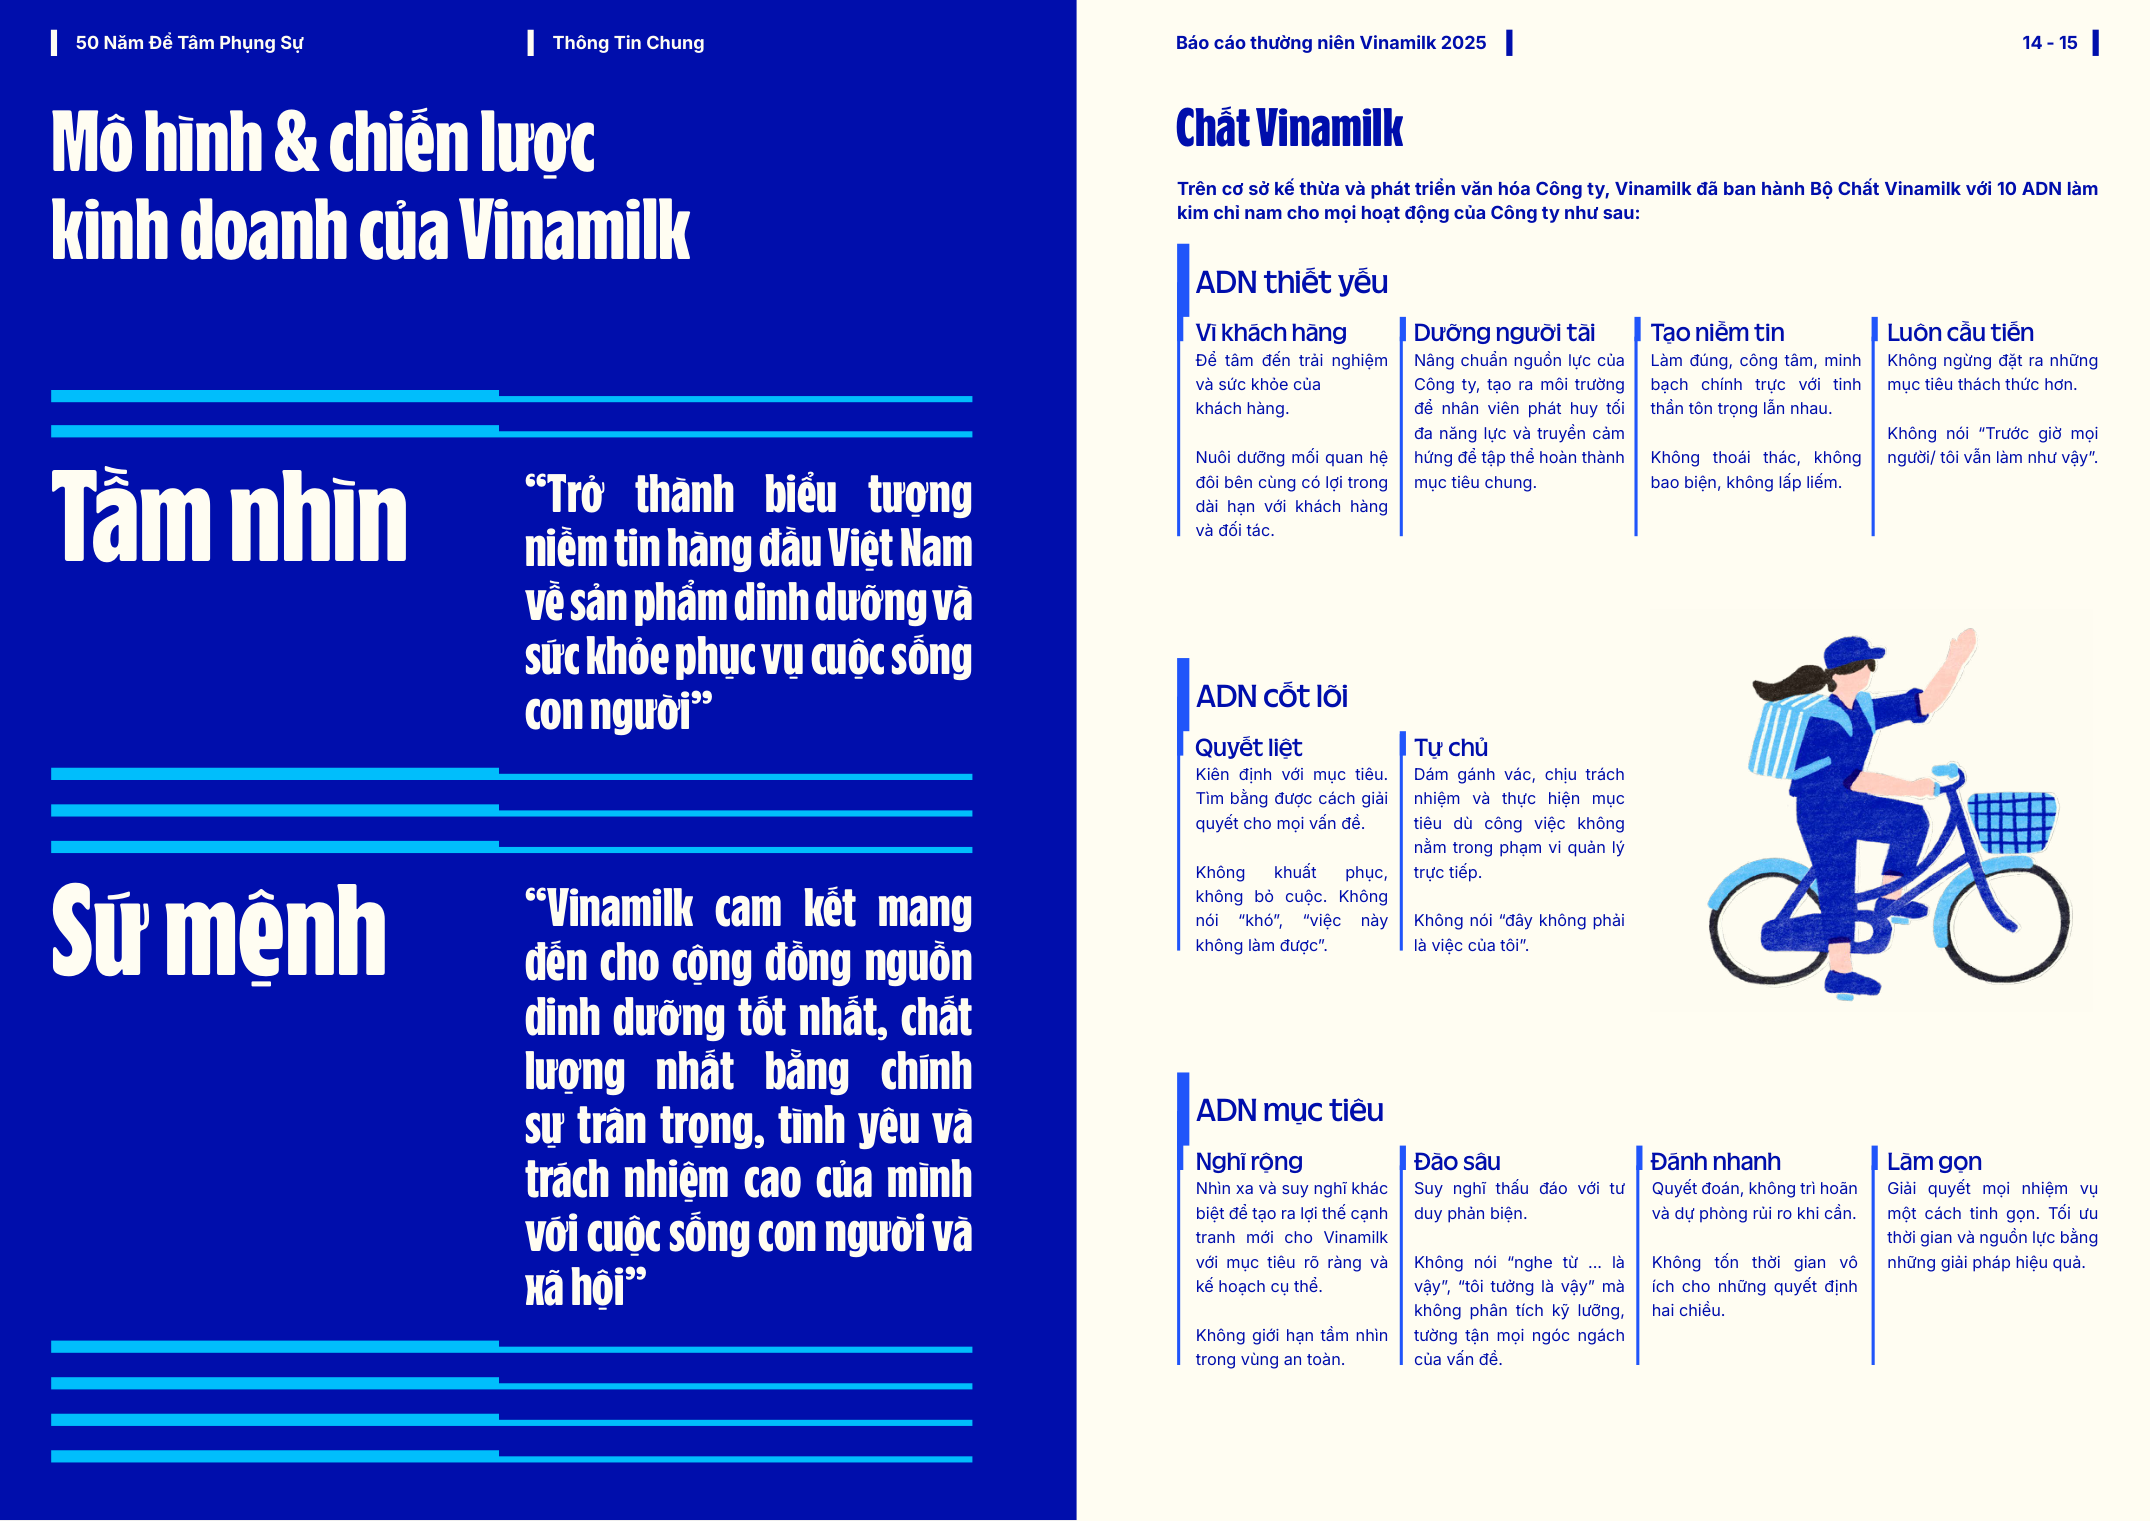 50 Năm Để Tâm Phụng Sự
Thông Tin Chung
Mô hình & chiến lược
kinh doanh của Vinamilk
Tầm nhìn
“Trở thành biểu tượng
niềm tin hàng đầu Việt Nam
về sản phẩm dinh dưỡng và
sức khỏe phục vụ cuộc sống
con người”
Sứ mệnh
“Vinamilk cam kết mang
đến cho cộng đồng nguồn
dinh dưỡng tốt nhất, chất
lượng nhất bằng chính
sự trân trọng, tình yêu và
trách nhiệm cao của mình
với cuộc sống con người và
xã hội”
Báo cáo thường niên Vinamilk 2025
14 - 15
Chất Vinamilk
Trên cơ sở kế thừa và phát triển văn hóa Công ty, Vinamilk đã ban hành Bộ Chất Vinamilk với 10 ADN làm
kim chỉ nam cho mọi hoạt động của Công ty như sau:
ADN thiết yếu
Vì khách hàng
Để tâm đến trải nghiệm
và sức khỏe của
khách hàng.
Nuôi dưỡng mối quan hệ
đôi bên cùng có lợi trong
dài hạn với khách hàng
và đối tác.
Dưỡng người tài
Nâng chuẩn nguồn lực của
Công ty, tạo ra môi trường
để nhân viên phát huy tối
đa năng lực và truyền cảm
hứng để tập thể hoàn thành
mục tiêu chung.
Tạo niềm tin
Làm đúng, công tâm, minh
bạch chính trực với tinh
thần tôn trọng lẫn nhau.
Không thoái thác, không
bao biện, không lấp liếm.
Luôn cầu tiến
Không ngừng đặt ra những
mục tiêu thách thức hơn.
Không nói “Trước giờ mọi
người/ tôi vẫn làm như vậy”.
ADN cốt lõi
Quyết liệt
Kiên định với mục tiêu.
Tìm bằng được cách giải
quyết cho mọi vấn đề.
Không khuất phục,
không bỏ cuộc. Không
nói “khó”, “việc này
không làm được”.
Tự chủ
Dám gánh vác, chịu trách
nhiệm và thực hiện mục
tiêu dù công việc không
nằm trong phạm vi quản lý
trực tiếp.
Không nói “đây không phải
là việc của tôi”.
ADN mục tiêu
Nghĩ rộng
Nhìn xa và suy nghĩ khác
biệt để tạo ra lợi thế cạnh
tranh mới cho Vinamilk
với mục tiêu rõ ràng và
kế hoạch cụ thể.
Không giới hạn tầm nhìn
trong vùng an toàn.
Đào sâu
Suy nghĩ thấu đáo với tư
duy phản biện.
Không nói “nghe từ ... là
vậy”, “tôi tưởng là vậy” mà
không phân tích kỹ lưỡng,
tường tận mọi ngóc ngách
của vấn đề.
Đánh nhanh
Quyết đoán, không trì hoãn
và dự phòng rủi ro khi cần.
Không tốn thời gian vô
ích cho những quyết định
hai chiều.
Làm gọn
Giải quyết mọi nhiệm vụ
một cách tinh gọn. Tối ưu
thời gian và nguồn lực bằng
những giải pháp hiệu quả.